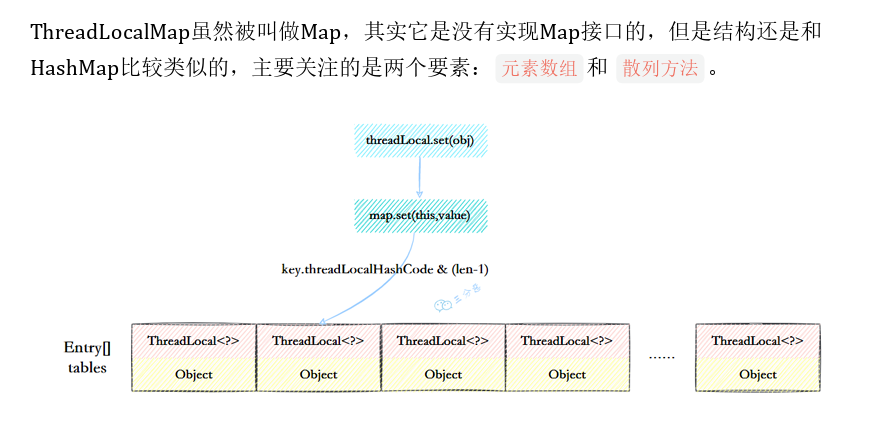 ThreadLocalMap虽然被叫做Map，其实它是没有实现Map接口的，但是结构还是和
HashMap比较类似的，主要关注的是两个要素： 元素数组 和 散列方法 。
threadLocal.set(obj)
map.set(this,value)
key.threadLocalHashCode & (len-1)
三分恶
Entry[]
tables
ThreadLocal<?> ThreadLocal<?> ThreadLocal<?> ThreadLocal<?> ...... ThreadLocal<?>
Object Object Object Object Object